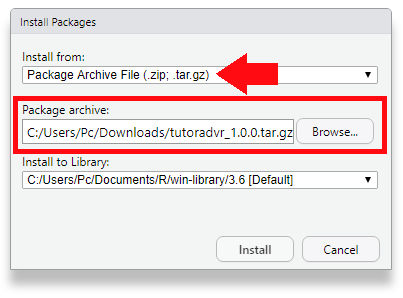 Install Packages
Install from:
Package Archive File (.zip; .tar.gz)
Package archive:
C:/Users/Pc/Downloads/tutoradvr_1.0.0.tar.gz
Browse...
Install to Library:
C:/Users/Pc/Documents/R/win-library/3.6 [Default]
Install
Cancel